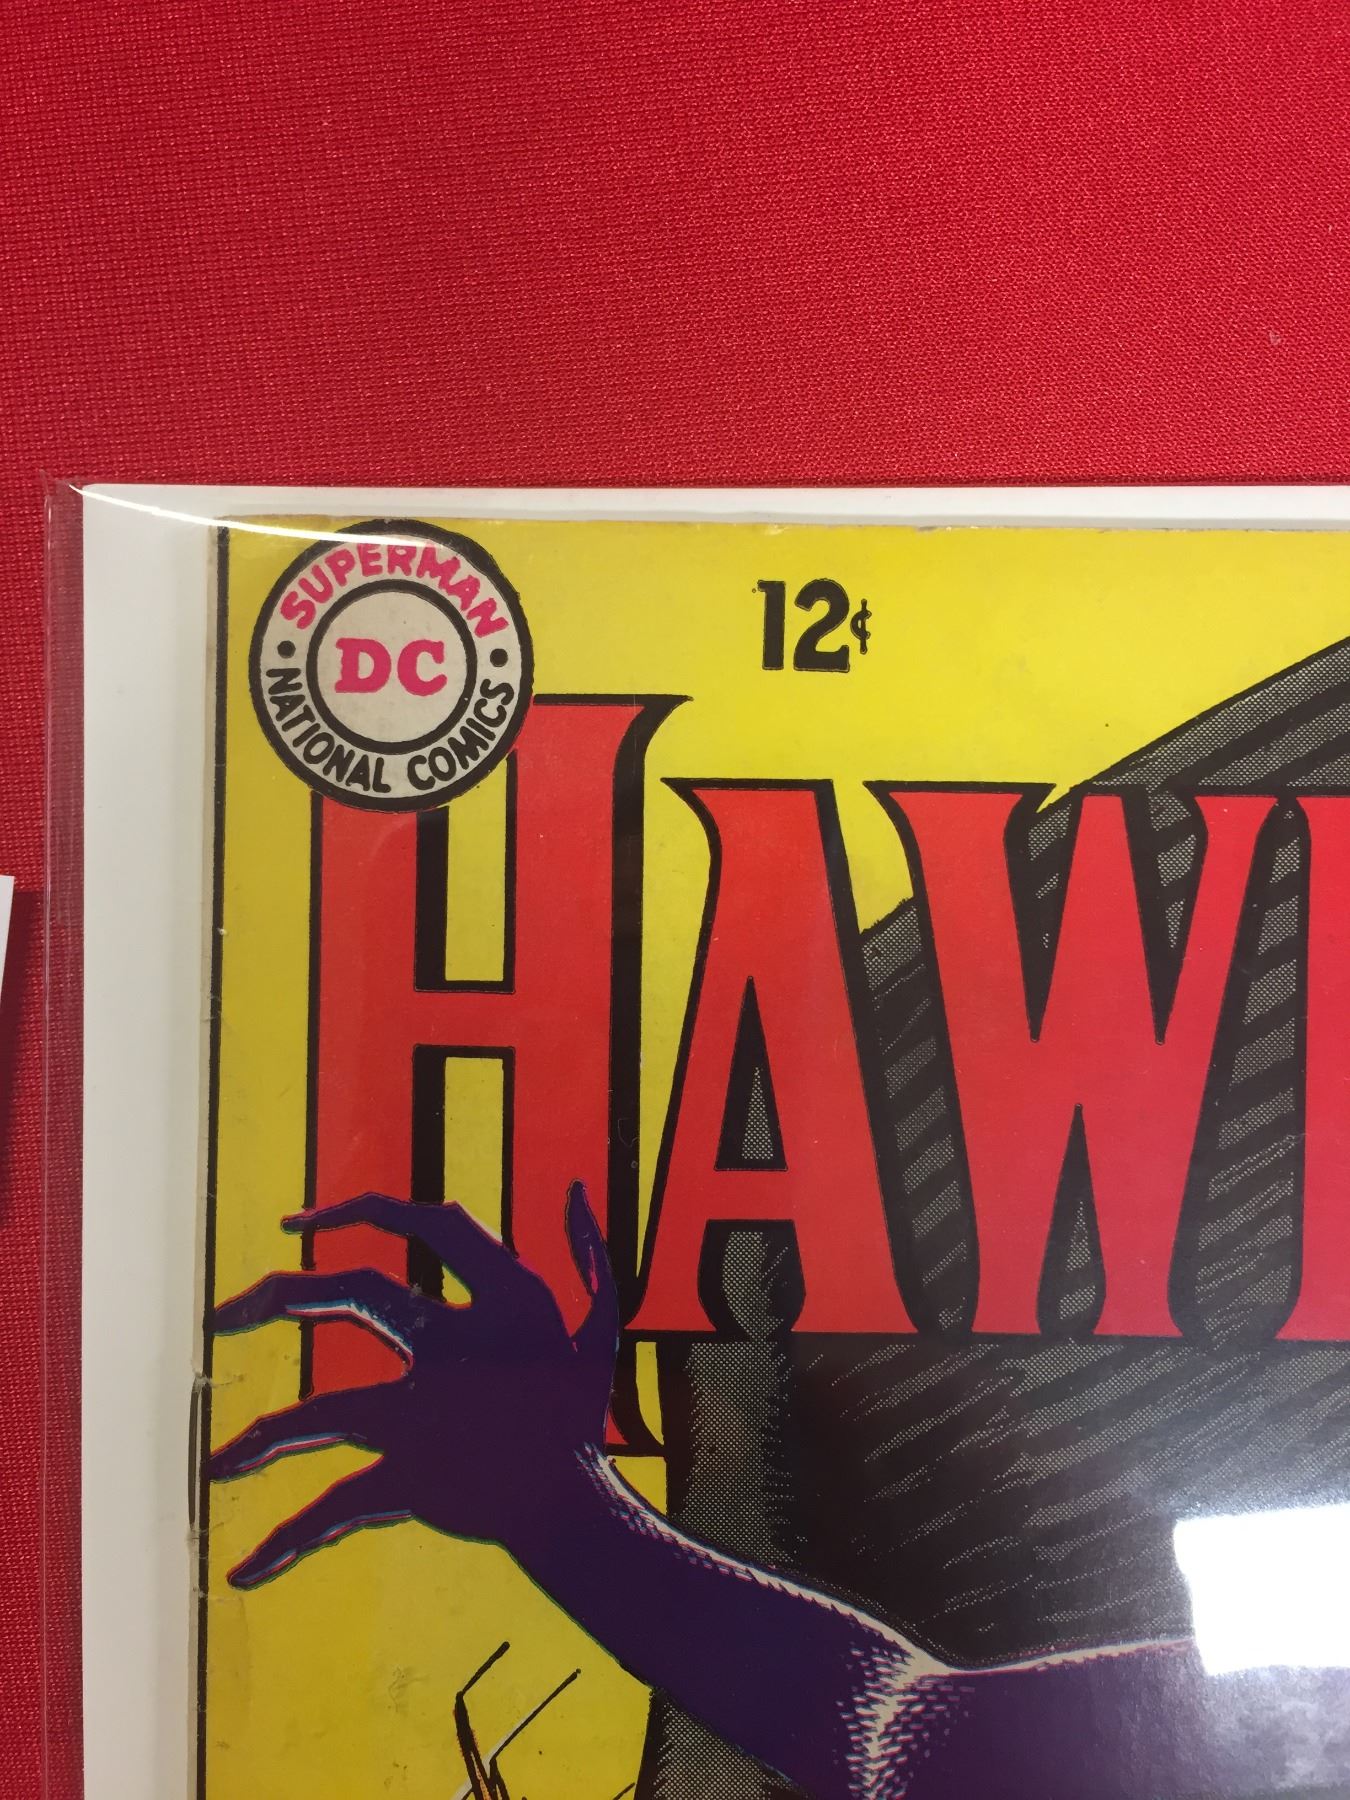 SUPERMAN
DC
NATIONAL COMICS
12¢
HAW